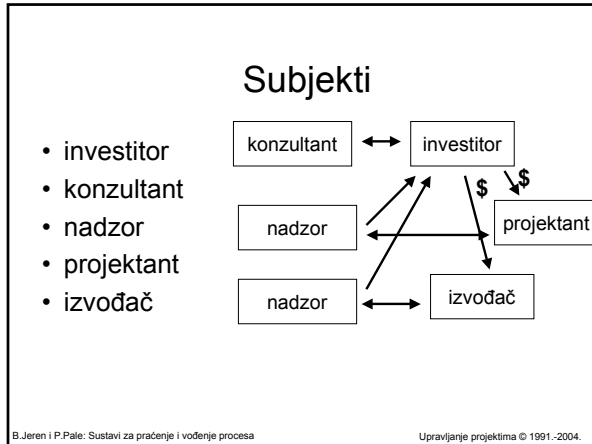 Subjekti
• investitor
• konzultant
• nadzor
• projektant
• izvođač
konzultant
investitor
$
$
nadzor
projektant
nadzor
izvođač
B.Jeren i P.Pale: Sustavi za praćenje i vođenje procesa
Upravljanje projektima © 1991.-2004.